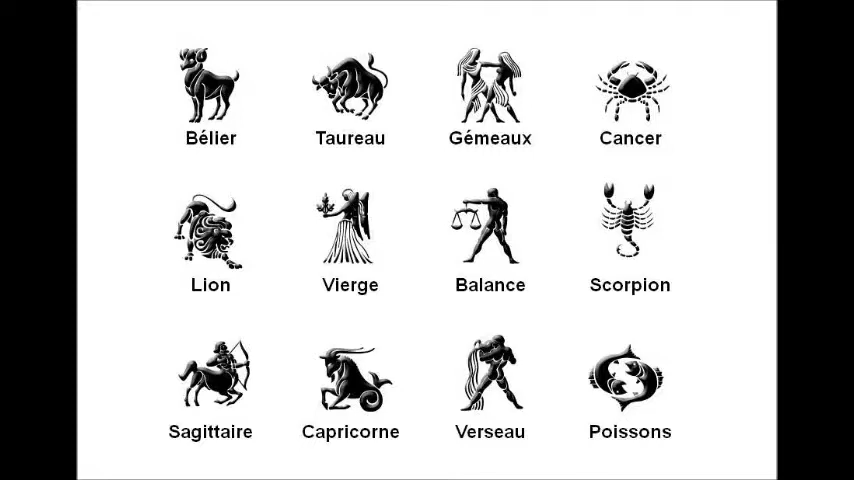 Bélier Taureau Gémeaux Cancer
Lion Vierge Balance Scorpion
Sagittaire Capricorne Verseau Poissons